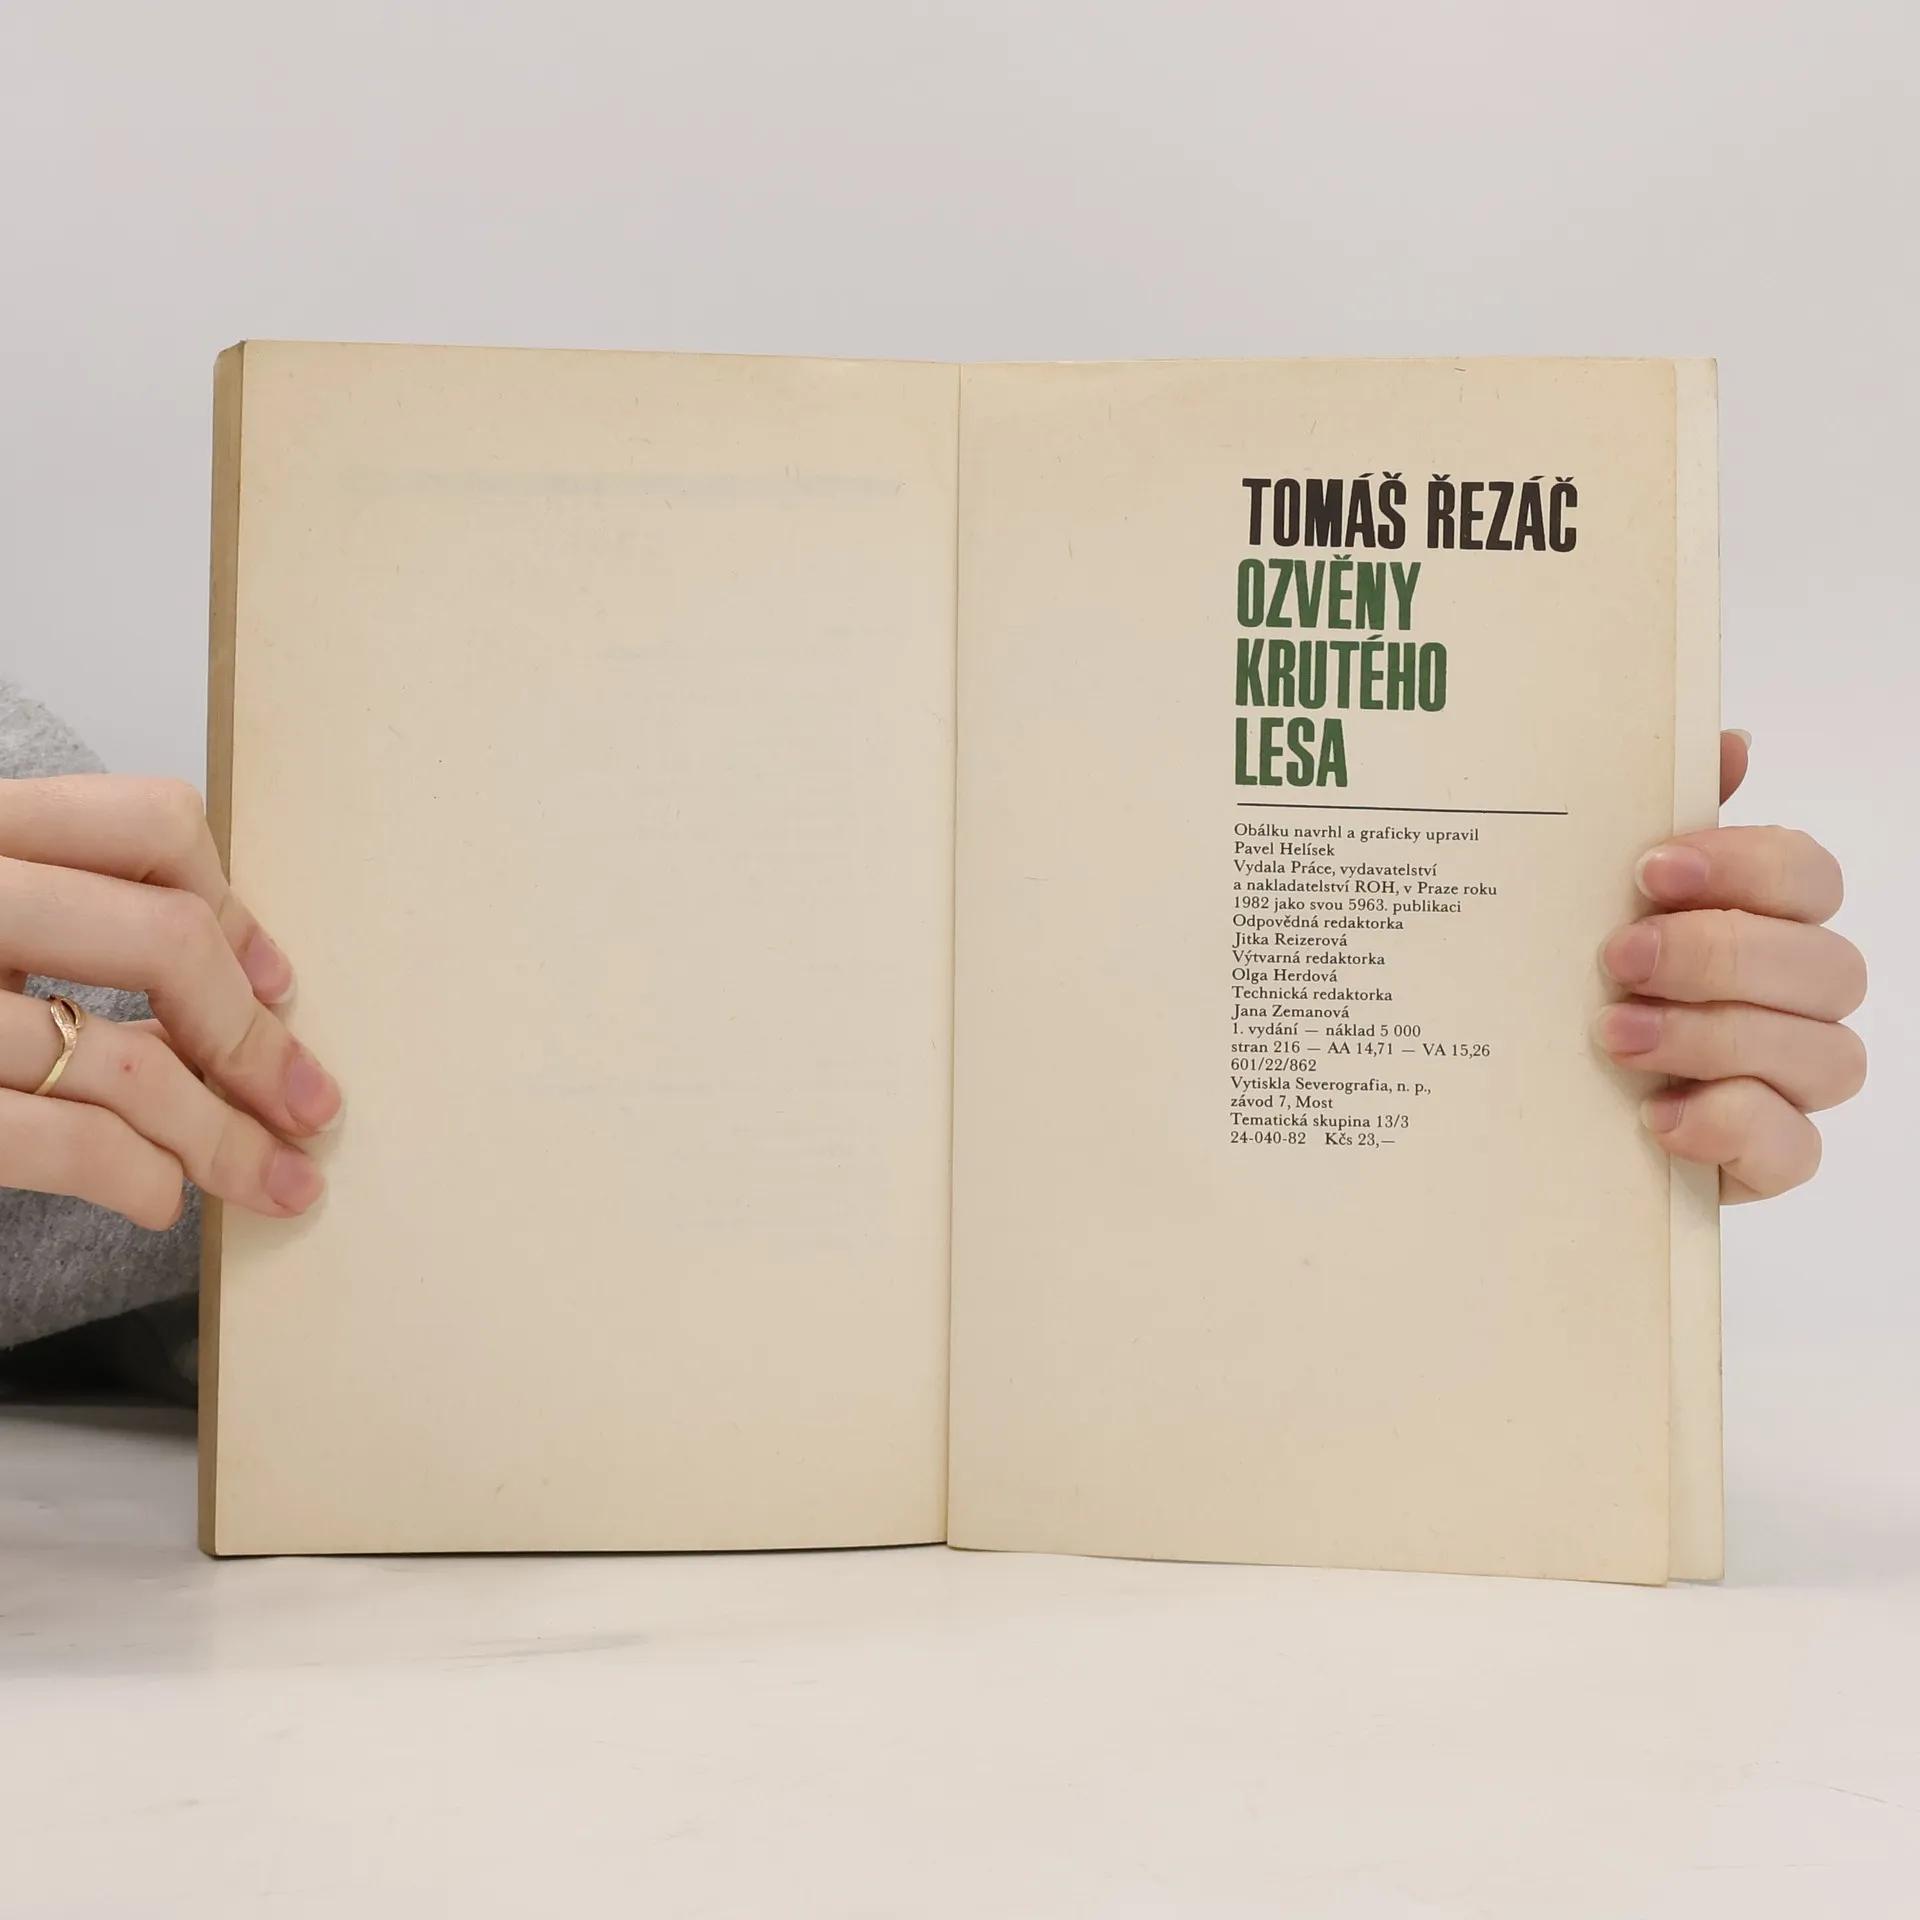 TOMÁŠ ŘEZÁČ
OZVĚNY
KRUTÉHO
LESA
Obálku navrhl a graficky upravil
Pavel Helísek
Vydala Práce, vydavatelství
a nakladatelství ROH, v Praze roku
1982 jako svou 5963. publikaci
Odpovědná redaktorka
Jitka Reizerová
Výtvarná redaktorka
Olga Herdová
Technická redaktorka
Jana Zemanová
1. vydání — náklad 5 000
stran 216 — AA 14,71 — VA 15,26
601/22/862
Vytiskla Severografia, n. p.,
závod 7, Most
Tematická skupina 13/3
24-040-82 Kčs 23,—